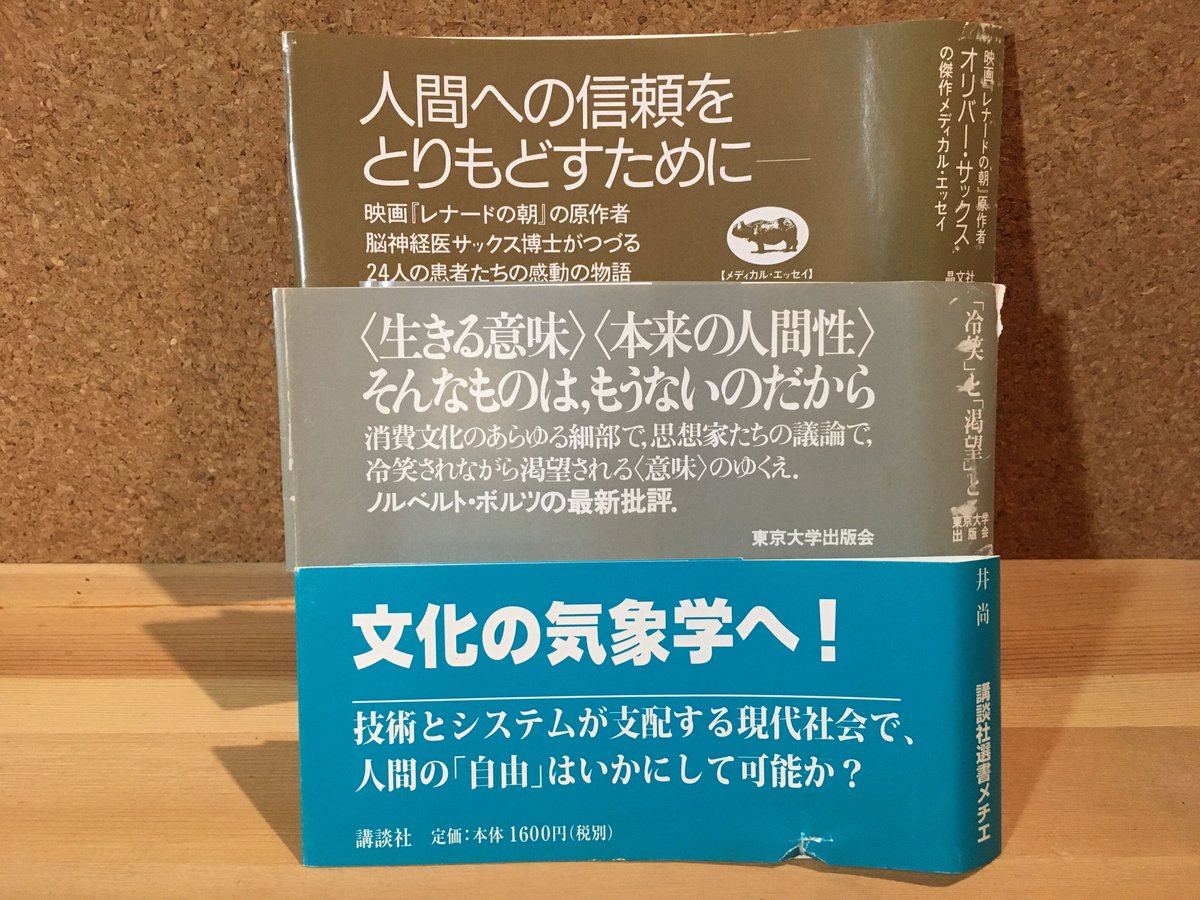 人間への信頼を
とりもどすために──
映画『レナードの朝』の原作者
脳神経医サックス博士がつづる
24人の患者たちの感動の物語
【メディカル・エッセイ】
映画『レナードの朝』原作者
オリバー・サックス
の傑作メディカル・エッセイ
晶文社
〈生きる意味〉〈本来の人間性〉
そんなものは,もうないのだから
消費文化のあらゆる細部で,思想家たちの議論で,
冷笑されながら渇望される〈意味〉のゆくえ.
ノルベルト・ボルツの最新批評.
東京大学出版会
「冷笑」と「渇望」と
東京大学
出版会
文化の気象学へ!
技術とシステムが支配する現代社会で、
人間の「自由」はいかにして可能か?
講談社 定価:本体1600円(税別)
井 尚
講談社選書メチエ